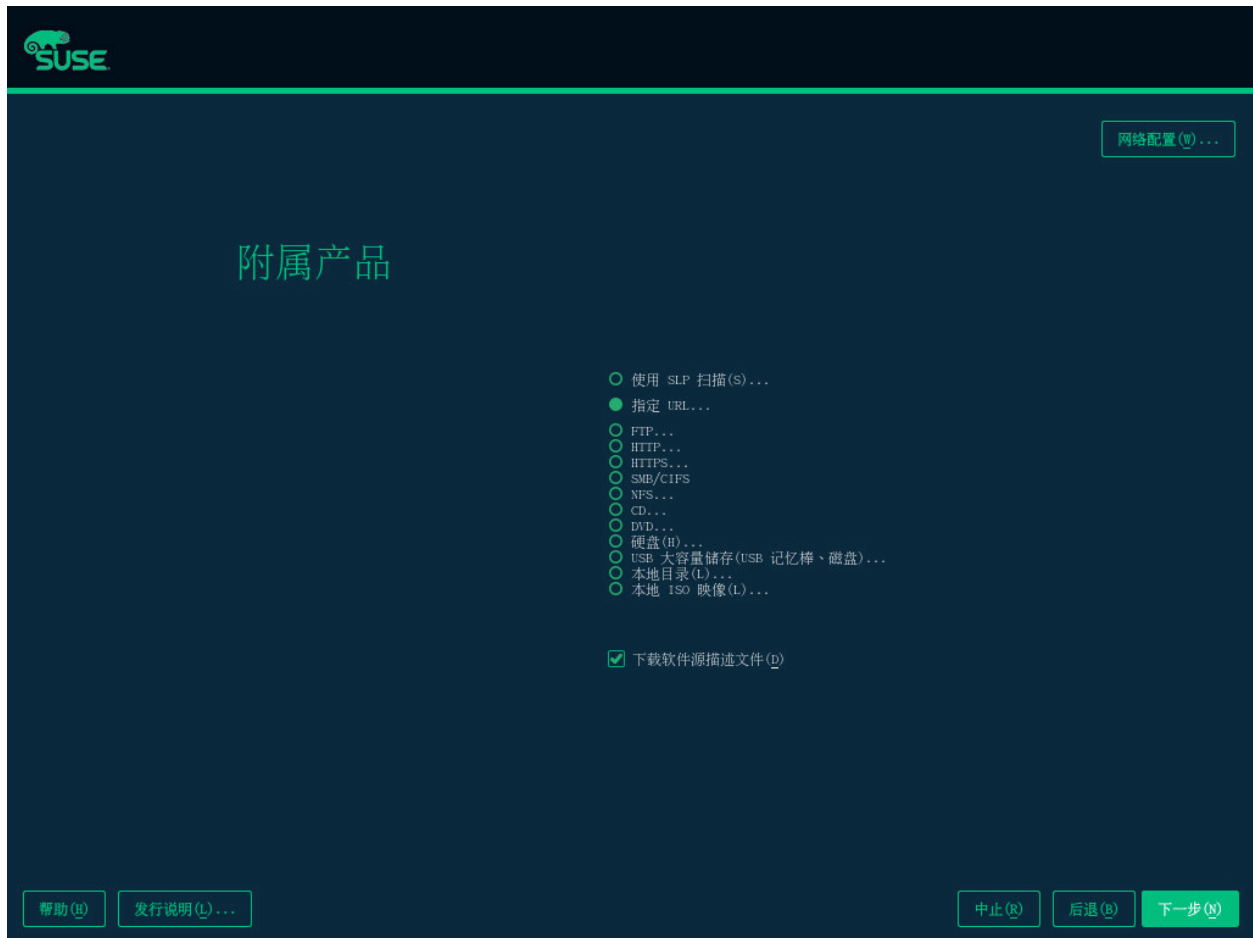 SUSE.
网络配置(W)...
附属产品
使用 SLP 扫描(S)...
指定 URL...
FTP...
HTTP...
HTTPS...
SMB/CIFS
NFS...
CD...
DVD...
硬盘(H)...
USB 大容量储存(USB 记忆棒、磁盘)...
本地目录(L)...
本地 ISO 映像(L)...
下载软件源描述文件(D)
帮助(H) 发行说明(L)... 中止(R) 后退(B) 下一步(N)